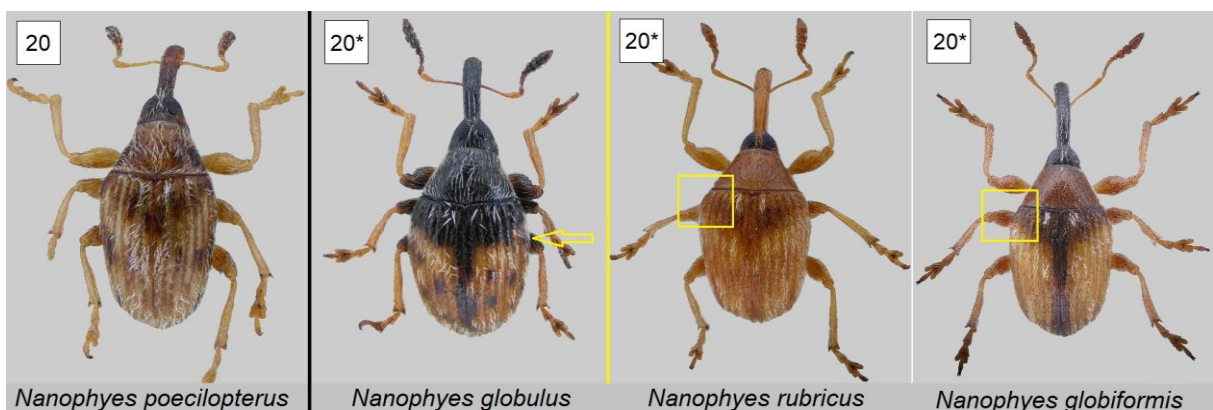 20
20*
20*
20*
Nanophyes poecilopterus
Nanophyes globulus
Nanophyes rubricus
Nanophyes globiformis